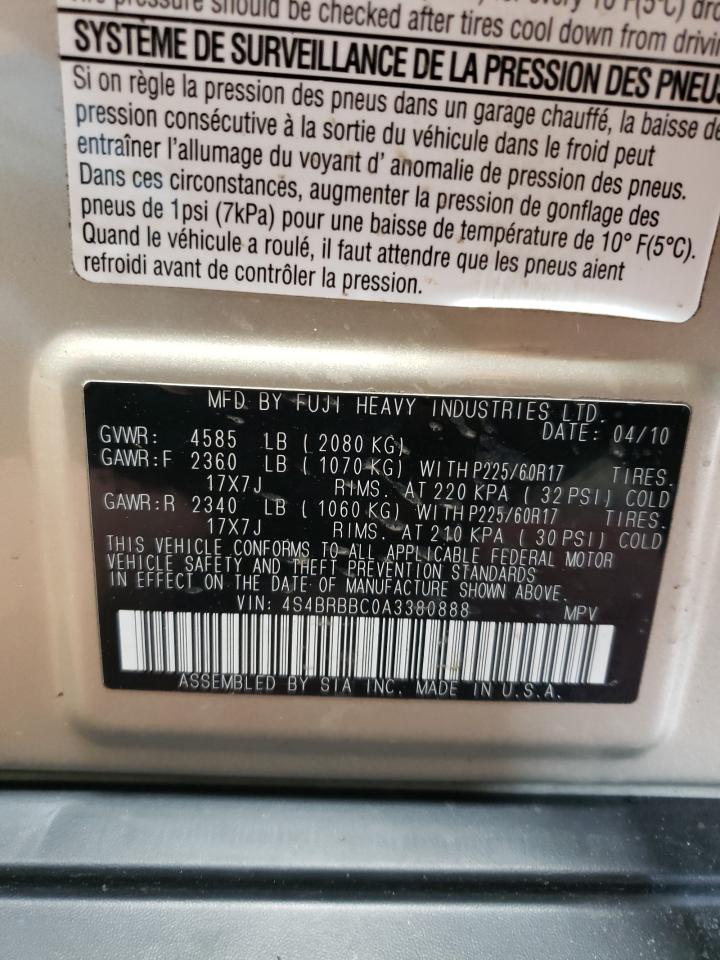 pressure should be checked after tires cool down from
SYSTÈME DE SURVEILLANCE DE LA PRESSION DES PNEUS
Si on règle la pression des pneus dans un garage chauffé, la baisse de
pression consécutive à la sortie du véhicule dans le froid peut
entraîner l'allumage du voyant d' anomalie de pression des pneus.
Dans ces circonstances, augmenter la pression de gonflage des
pneus de 1psi (7kPa) pour une baisse de température de 10° F(5°C).
Quand le véhicule a roulé, il faut attendre que les pneus aient
refroidi avant de contrôler la pression.
MFD BY FUJI HEAVY INDUSTRIES LTD.
DATE: 04/10
GVWR: 4585 LB ( 2080 KG)
GAWR:F 2360 LB ( 1070 KG) WITH P225/60R17 TIRES.
17X7J RIMS. AT 220 KPA ( 32 PSI) COLD
GAWR:R 2340 LB ( 1060 KG) WITH P225/60R17 TIRES.
17X7J RIMS. AT 210 KPA ( 30 PSI) COLD
THIS VEHICLE CONFORMS TO ALL APPLICABLE FEDERAL MOTOR
VEHICLE SAFETY AND THEFT PREVENTION STANDARDS
IN EFFECT ON THE DATE OF MANUFACTURE SHOWN ABOVE.
VIN: 4S4BRBBC0A3380888 MPV
ASSEMBLED BY SIA INC. MADE IN U.S.A.